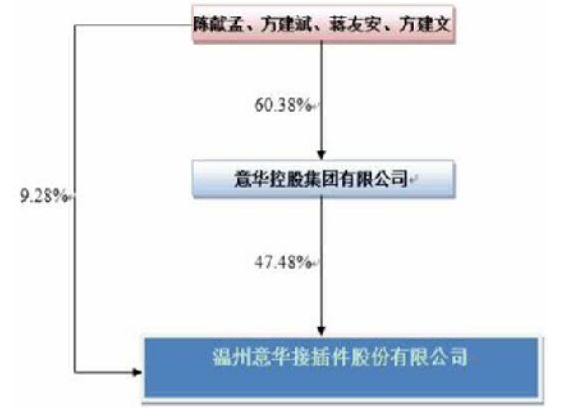 陈献孟、方建斌、蒋友安、方建文
60.38%
意华控股集团有限公司
9.28%
47.48%
温州意华接插件股份有限公司